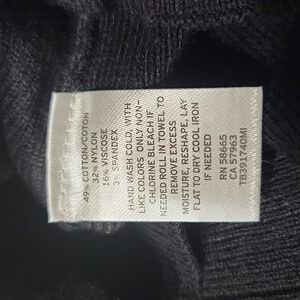 49% COTTON/COTON
32% NYLON
16% VISCOSE
3% SPANDEX
HAND WASH COLD, WITH
LIKE COLORS ONLY NON-
CHLORINE BLEACH IF
NEEDED ROLL IN TOWEL TO
REMOVE EXCESS
MOISTURE, RESHAPE, LAY
FLAT TO DRY COOL IRON
IF NEEDED
RN 58665
CA 57963
TB391740MI